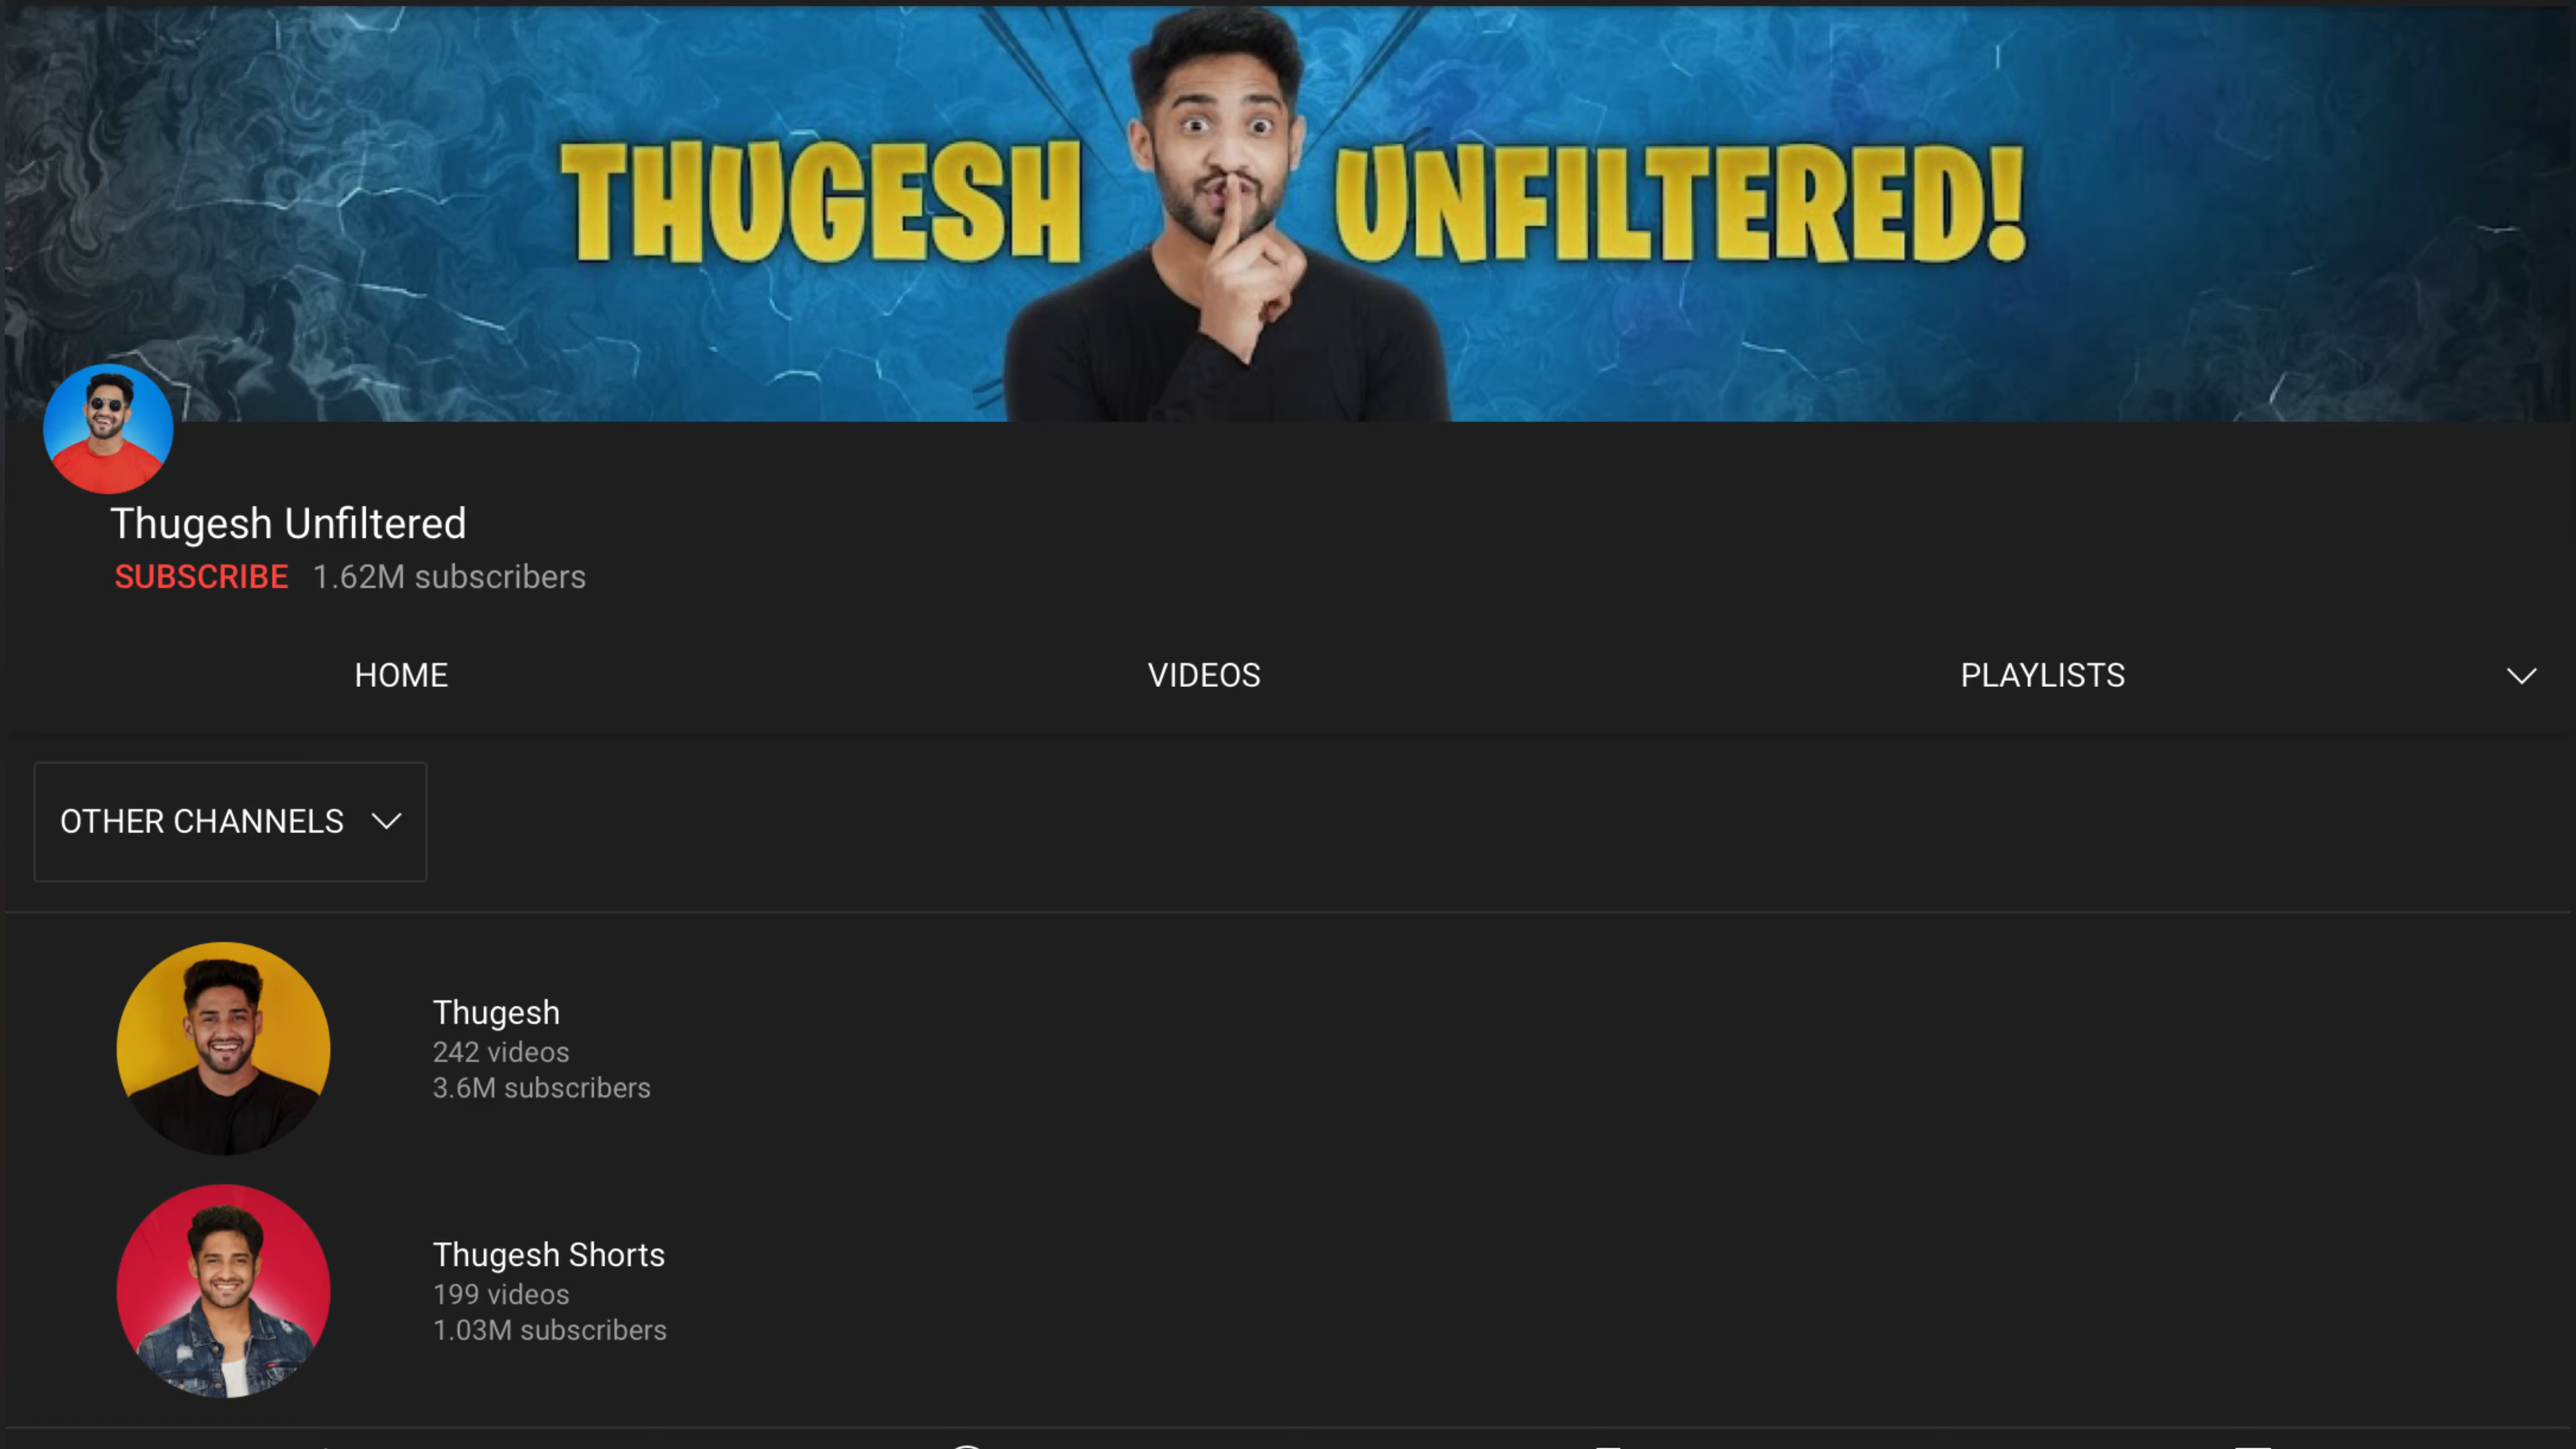 THUGESH UNFILTERED!
Thugesh Unfiltered
SUBSCRIBE 1.62M subscribers
HOME VIDEOS PLAYLISTS
OTHER CHANNELS
Thugesh
242 videos
3.6M subscribers
Thugesh Shorts
199 videos
1.03M subscribers